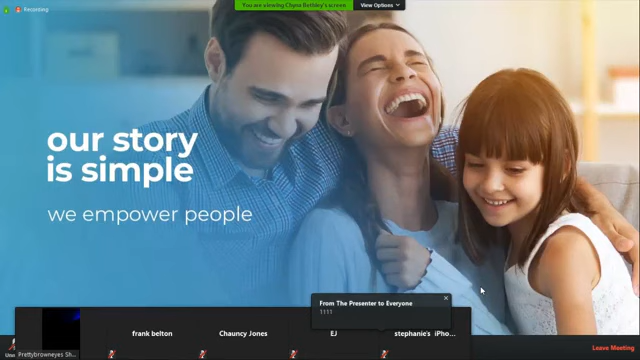 Recording
You are viewing Chyna Bethley's screen
View Options
our story
is simple
we empower people
From The Presenter to Everyone
1111
frank belton
Chauncy Jones
EJ
stephanie's iPho...
Prettybrowneyes Sh...
Leave Meeting